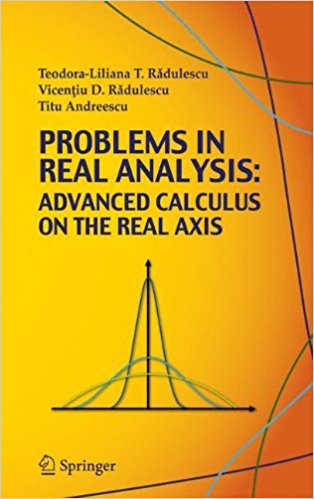 Teodora-Liliana T. Rădulescu
Vicenţiu D. Rădulescu
Titu Andreescu
PROBLEMS IN
REAL ANALYSIS:
ADVANCED CALCULUS
ON THE REAL AXIS
Springer